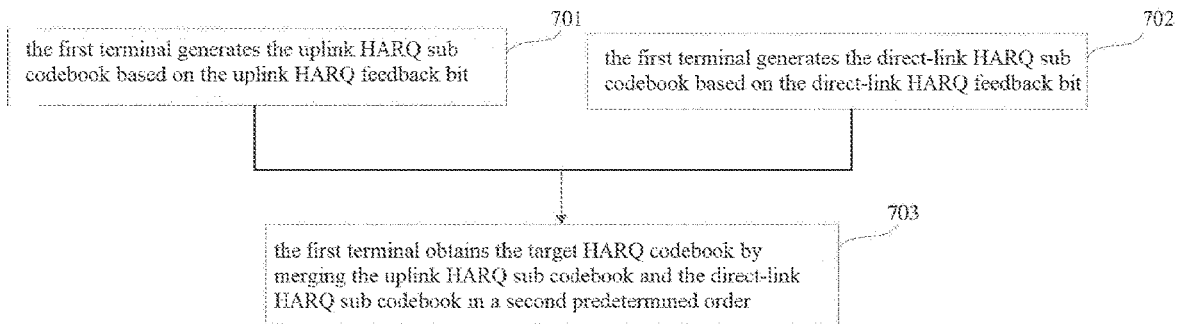 701
the first terminal generates the uplink HARQ sub
codebook based on the uplink HARQ feedback bit
702
the first terminal generates the direct-link HARQ sub
codebook based on the direct-link HARQ feedback bit
703
the first terminal obtains the target HARQ codebook by
merging the uplink HARQ sub codebook and the direct-link
HARQ sub codebook in a second predetermined order